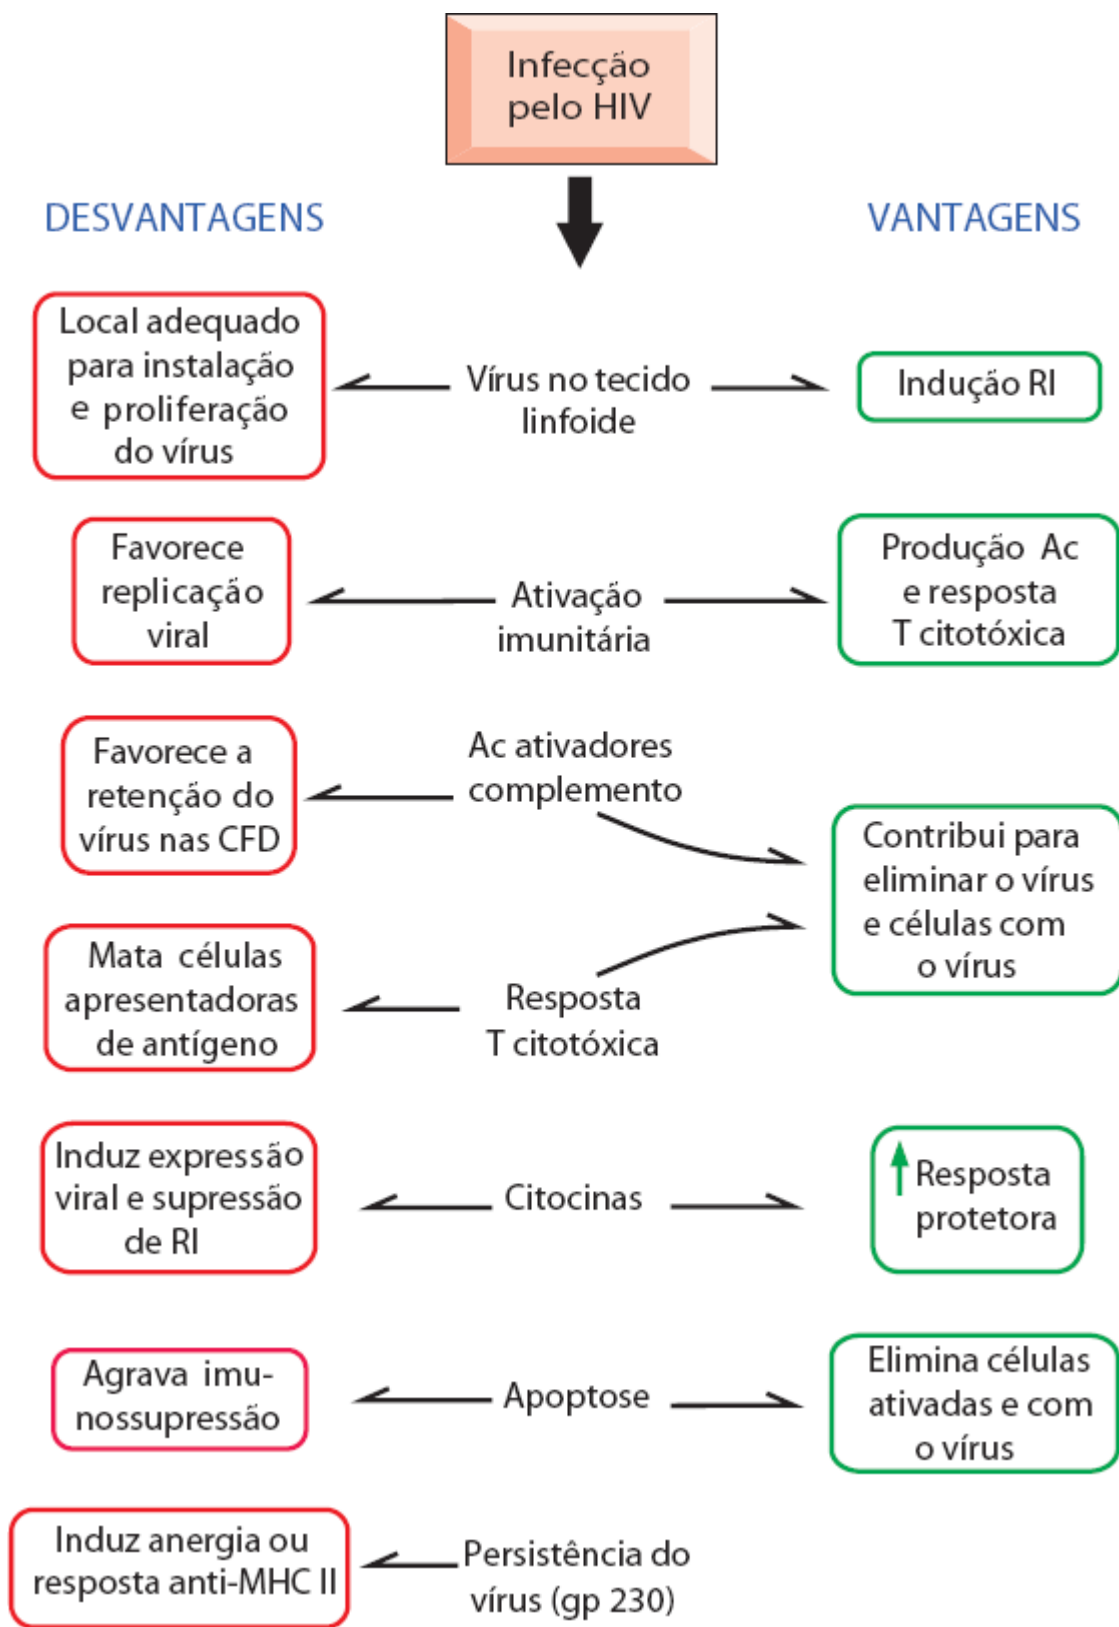 Infecção
pelo HIV
DESVANTAGENS
VANTAGENS
Local adequado
para instalação
e proliferação
do vírus
Vírus no tecido
linfoide
Indução RI
Favorece
replicação
viral
Ativação
imunitária
Produção Ac
e resposta
T citotóxica
Favorece a
retenção do
vírus nas CFD
Ac ativadores
complemento
Contribui para
eliminar o vírus
e células com
o vírus
Mata células
apresentadoras
de antígeno
Resposta
T citotóxica
Induz expressão
viral e supressão
de RI
Citocinas
Resposta
protetora
Agrava imu-
nossupressão
Apoptose
Elimina células
ativadas e com
o vírus
Induz anergia ou
resposta anti-MHC II
Persistência do
vírus (gp 230)